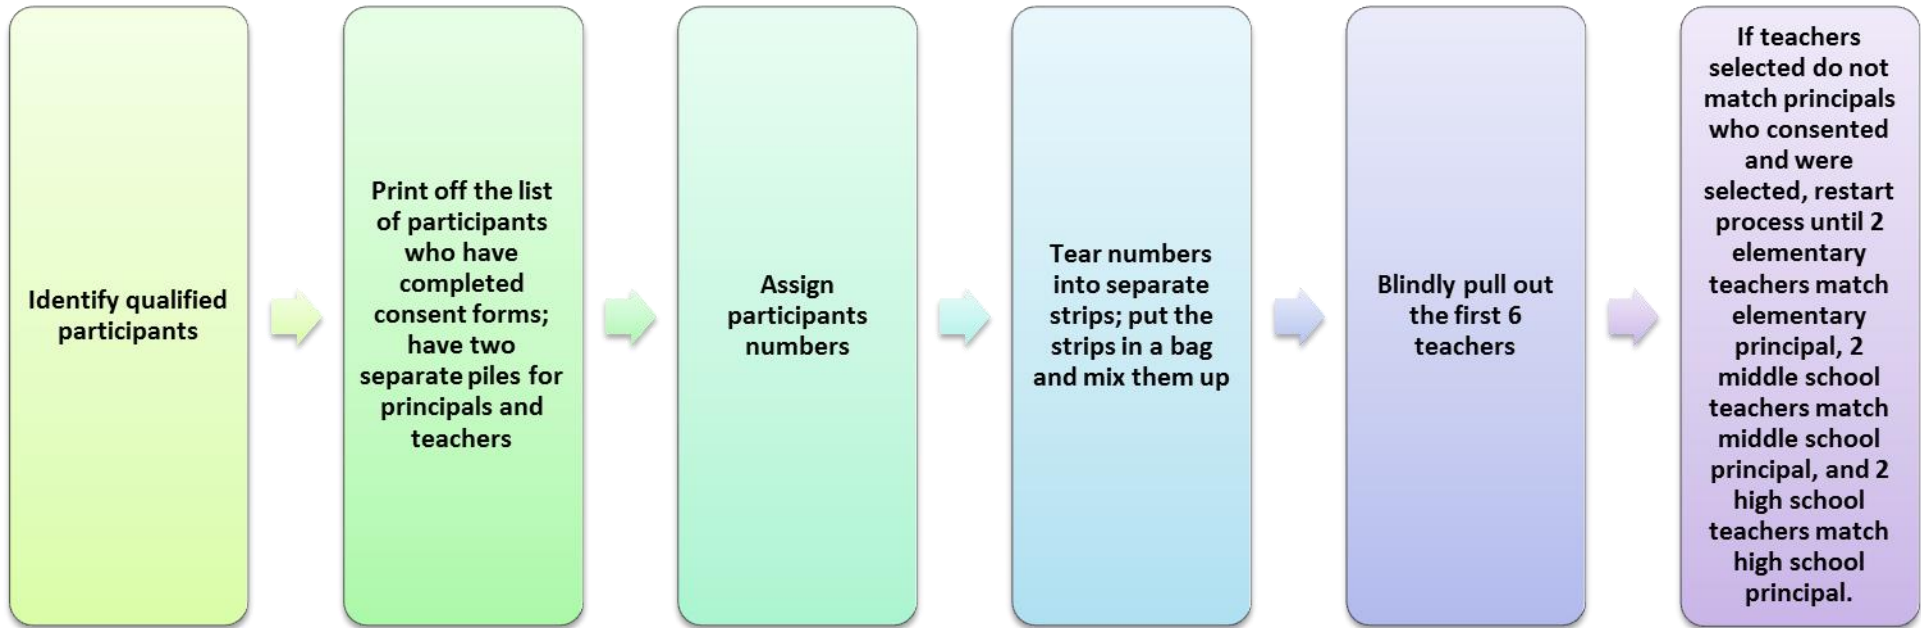 Identify qualified
participants
Print off the list
of participants
who have
completed
consent forms;
have two
separate piles for
principals and
teachers
Assign
participants
numbers
Tear numbers
into separate
strips; put the
strips in a bag
and mix them up
Blindly pull out
the first 6
teachers
If teachers
selected do not
match principals
who consented
and were
selected, restart
process until 2
elementary
teachers match
elementary
principal, 2
middle school
teachers match
middle school
principal, and 2
high school
teachers match
high school
principal.